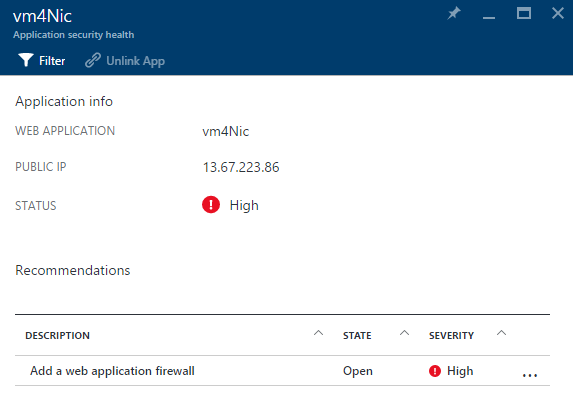 vm4Nic
Application security health
Filter Unlink App
Application info
WEB APPLICATION vm4Nic
PUBLIC IP 13.67.223.86
STATUS ! High
Recommendations
DESCRIPTION STATE SEVERITY
Add a web application firewall Open ! High ...